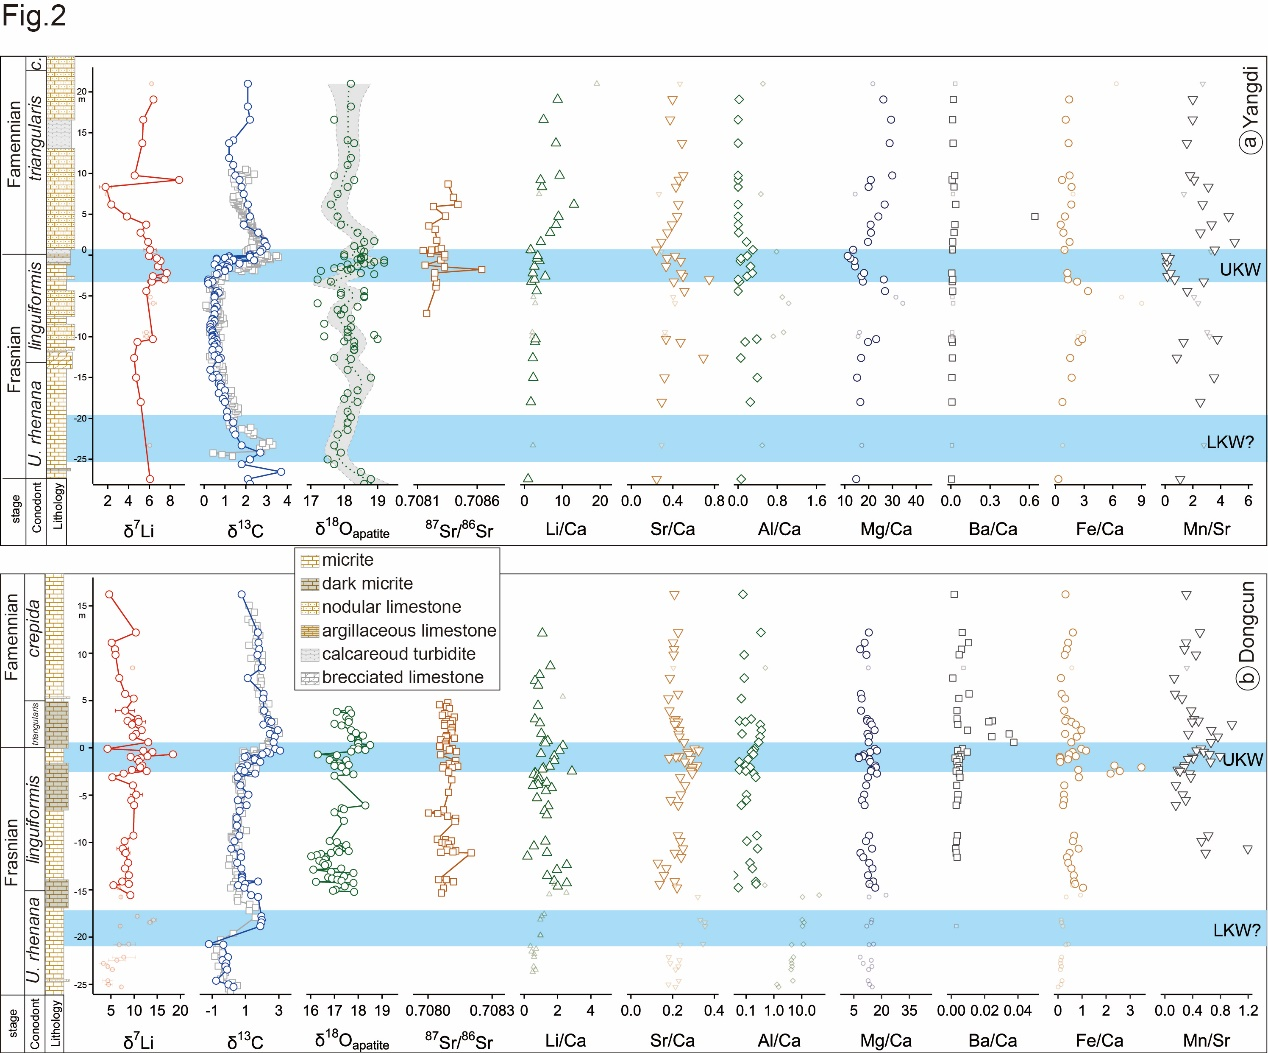 Fig.2
stage
Conodont
Lithology
Famennian
Frasnian
c.
triangularis
linguiformis
U. rhenana
20
m
15
10
5
0
-5
-10
-15
-20
-25
ⓐ Yangdi
UKW
LKW?
2 4 6 8
0 1 2 3 4
17 18 19
0.7081 0.7086
0 10 20
0.0 0.4 0.8
0.0 0.8 1.6
10 20 30 40
0.0 0.3 0.6
0 3 6 9
0 2 4 6
δ⁷Li
δ¹³C
δ¹⁸Oapatite
⁸⁷Sr/⁸⁶Sr
Li/Ca
Sr/Ca
Al/Ca
Mg/Ca
Ba/Ca
Fe/Ca
Mn/Sr
micrite
dark micrite
nodular limestone
argillaceous limestone
calcareoud turbidite
brecciated limestone
stage
Conodont
Lithology
Famennian
Frasnian
crepida
triangularis
linguiformis
U. rhenana
15
m
10
5
0
-5
-10
-15
-20
-25
ⓑ Dongcun
UKW
LKW?
5 10 15 20
-1 1 3
16 17 18 19
0.7080 0.7083
0 2 4
0.0 0.2 0.4
0.1 1.0 10.0
5 20 35
0.00 0.02 0.04
0 1 2 3
0.0 0.4 0.8 1.2
δ⁷Li
δ¹³C
δ¹⁸Oapatite
⁸⁷Sr/⁸⁶Sr
Li/Ca
Sr/Ca
Al/Ca
Mg/Ca
Ba/Ca
Fe/Ca
Mn/Sr